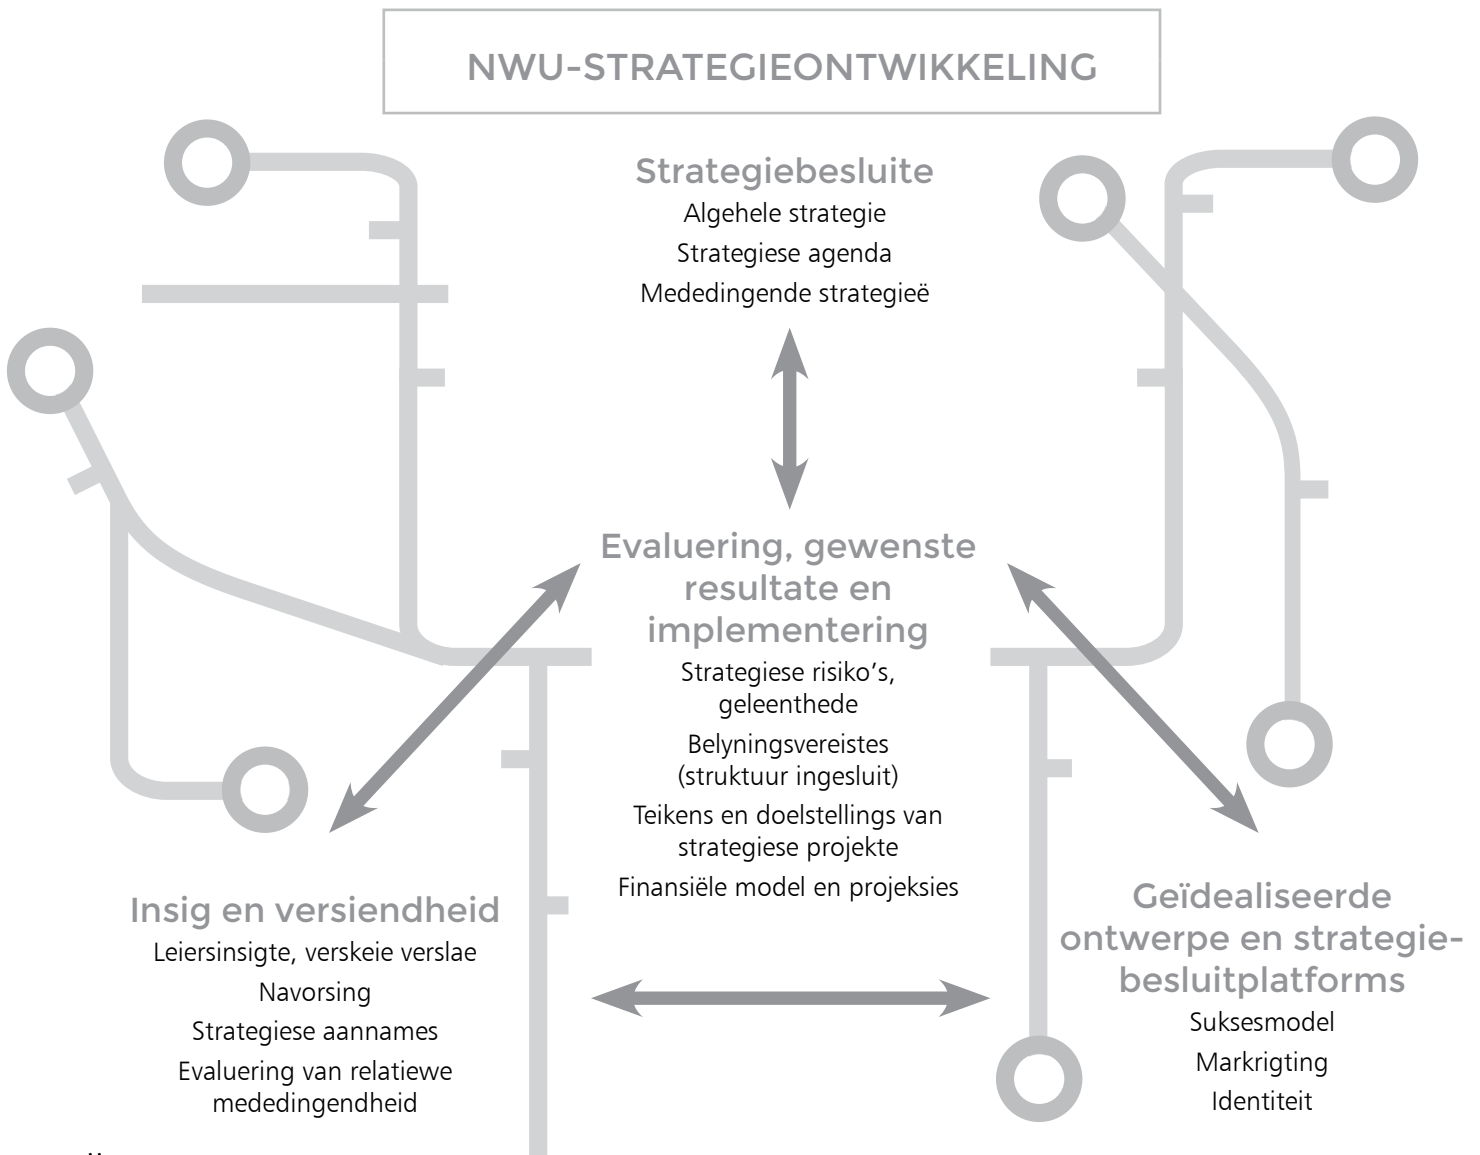 NWU-STRATEGIEONTWIKKELING
Strategiebesluite
Algehele strategie
Strategiese agenda
Mededingende strategieë
Evaluering, gewenste
resultate en
implementering
Strategiese risiko’s,
geleenthede
Belyningsvereistes
(struktuur ingesluit)
Teikens en doelstellings van
strategiese projekte
Finansiële model en projeksies
Insig en versiendheid
Leiersinsigte, verskeie verslae
Navorsing
Strategiese aannames
Evaluering van relatiewe
mededingendheid
Geïdealiseerde
ontwerpe en strategie-
besluitplatforms
Suksesmodel
Markrigting
Identiteit